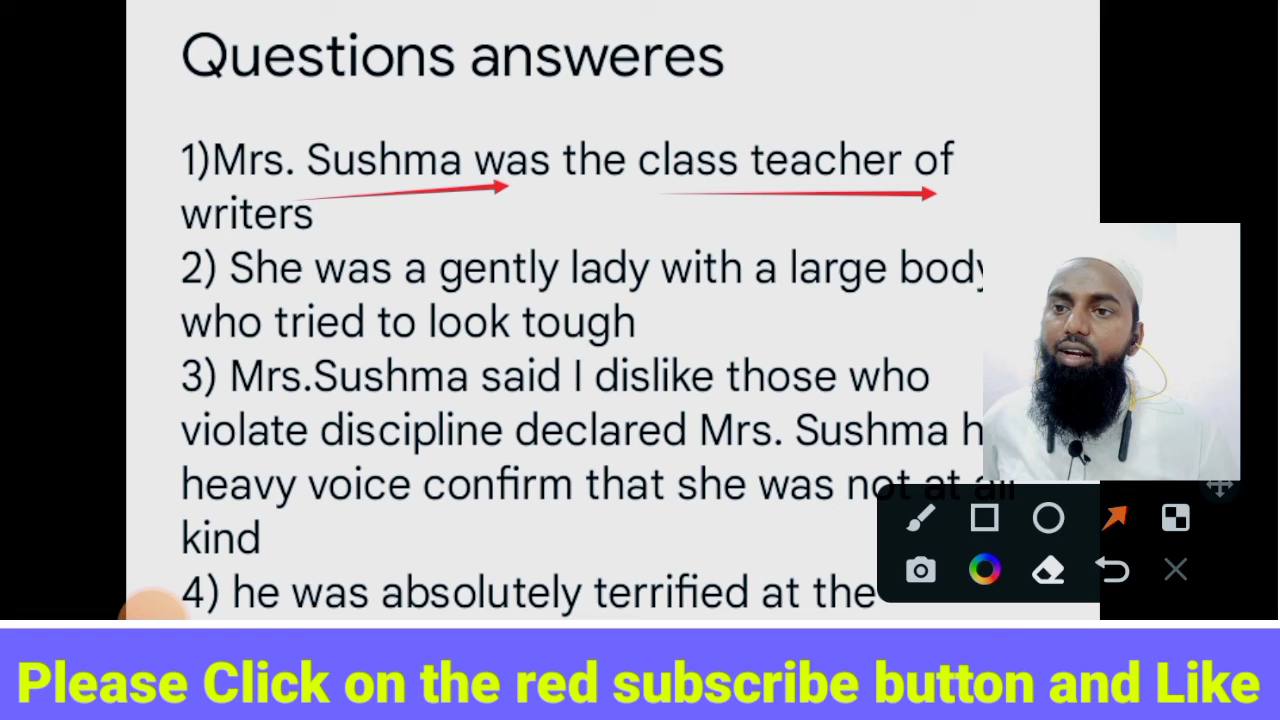 Questions answeres
1)Mrs. Sushma was the class teacher of
writers
2) She was a gently lady with a large body
who tried to look tough
3) Mrs.Sushma said I dislike those who
violate discipline declared Mrs. Sushma
heavy voice confirm that she was not at all
kind
4) he was absolutely terrified at the
Please Click on the red subscribe button and Like